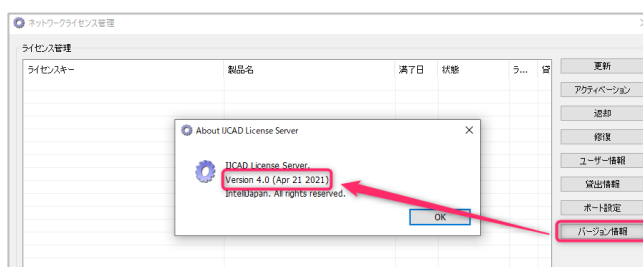 ネットワークライセンス管理
ライセンス管理
ライセンスキー 製品名 満了日 状態 ラ... 貸
更新
アクティベーション
返却
修復
ユーザー情報
貸出情報
ポート設定
バージョン情報
About IJCAD License Server
IJCAD License Server.
Version 4.0 (Apr 21 2021)
IntelliJapan. All rights reserved.
OK